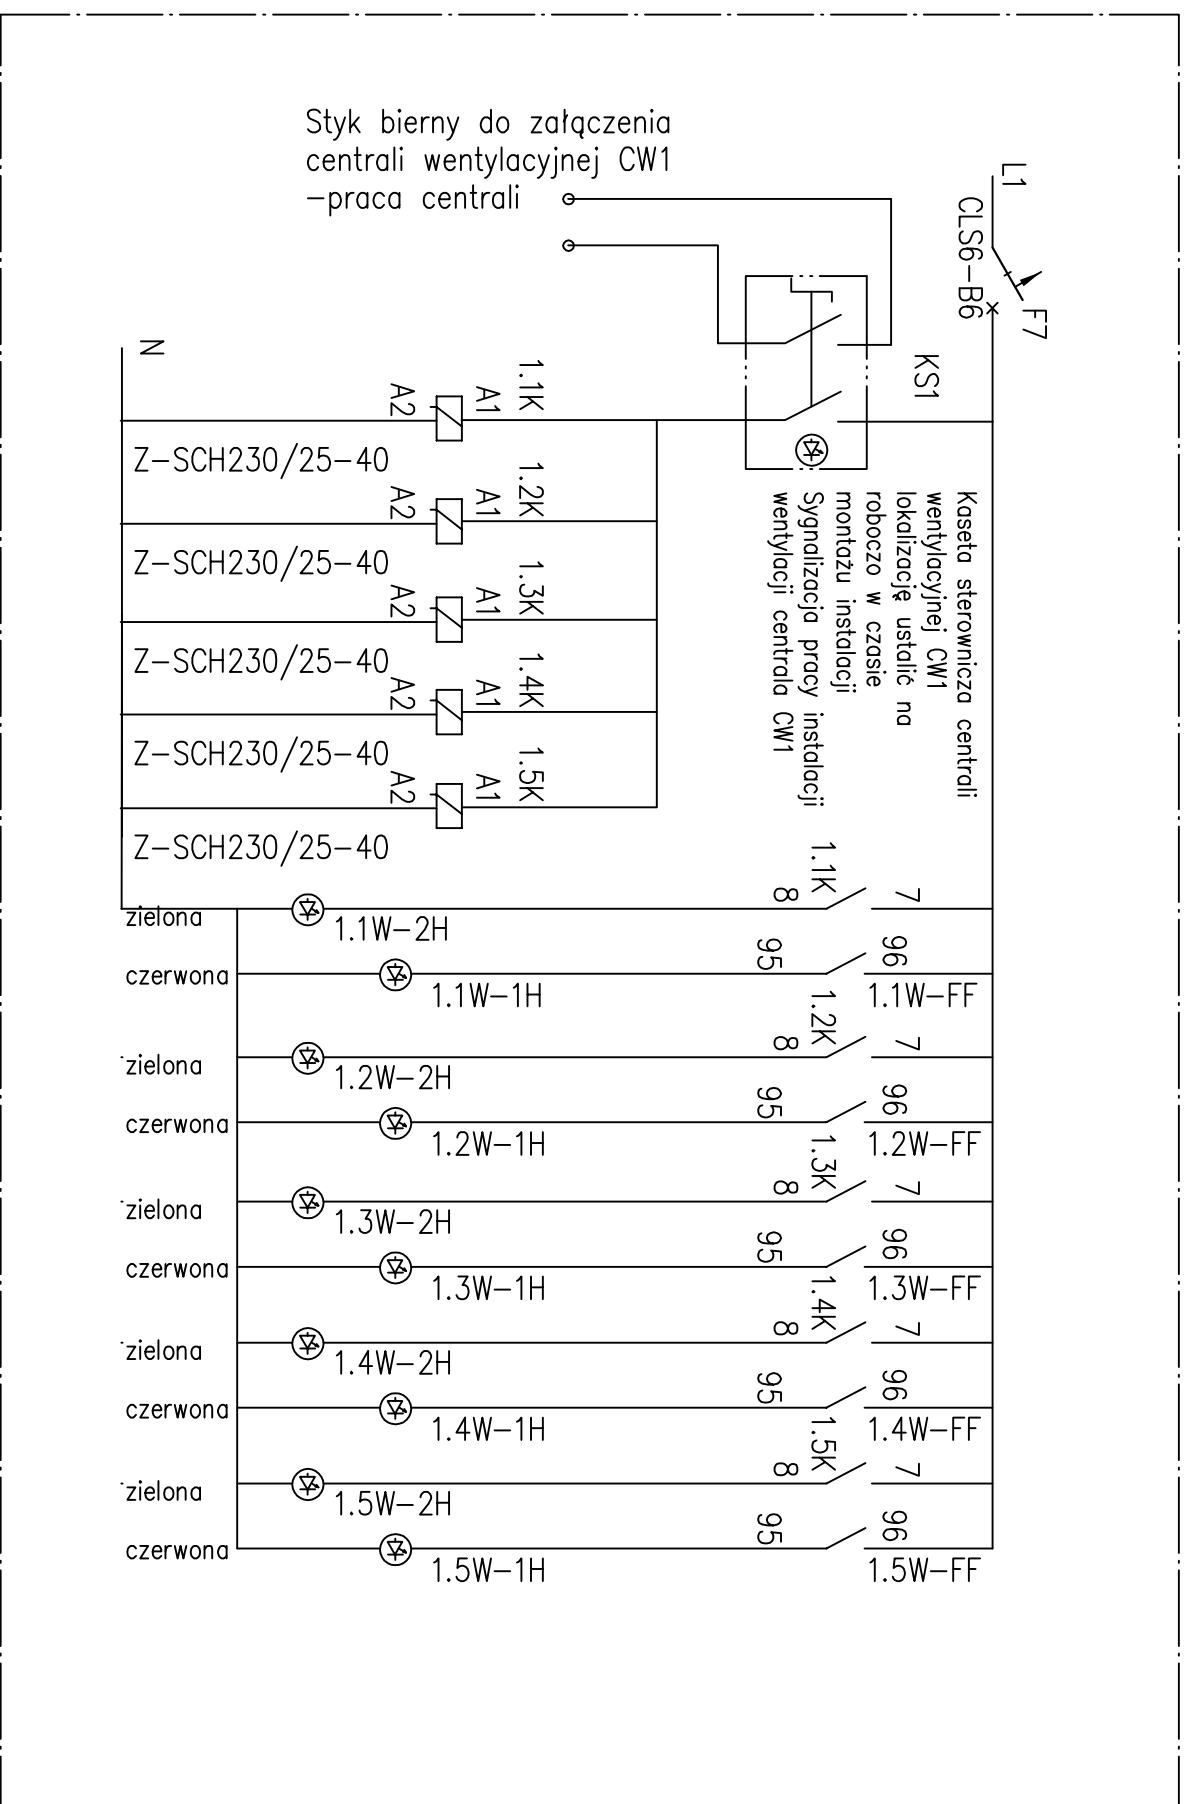 Styk bierny do załączenia
centrali wentylacyjnej CW1
-praca centrali
L1
CLS6-B6
F7
KS1
N
Kaseta sterownicza centrali
wentylacyjnej CW1
lokalizację ustalić na
roboczo w czasie
montażu instalacji
Sygnalizacja pracy instalacji
wentylacji centrala CW1
1.1K
A1
A2
Z-SCH230/25-40
1.2K
A1
A2
Z-SCH230/25-40
1.3K
A1
A2
Z-SCH230/25-40
1.4K
A1
A2
Z-SCH230/25-40
1.5K
A1
A2
Z-SCH230/25-40
1.1K
7
8
zielona
1.1W-2H
96
95
czerwona
1.1W-1H
1.1W-FF
1.2K
7
8
zielona
1.2W-2H
96
95
czerwona
1.2W-1H
1.2W-FF
1.3K
7
8
zielona
1.3W-2H
96
95
czerwona
1.3W-1H
1.3W-FF
1.4K
7
8
zielona
1.4W-2H
96
95
czerwona
1.4W-1H
1.4W-FF
1.5K
7
8
zielona
1.5W-2H
96
95
czerwona
1.5W-1H
1.5W-FF